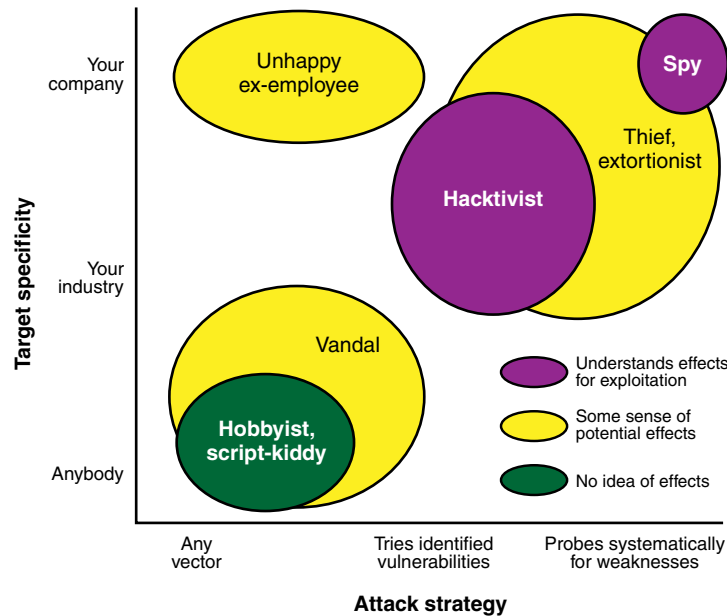 Your
company
Unhappy
ex-employee
Spy
Thief,
extortionist
Hacktivist
Target specificity
Your
industry
Vandal
Understands effects
for exploitation
Some sense of
potential effects
Hobbyist,
script-kiddy
Anybody
No idea of effects
Any
vector
Tries identified
vulnerabilities
Probes systematically
for weaknesses
Attack strategy